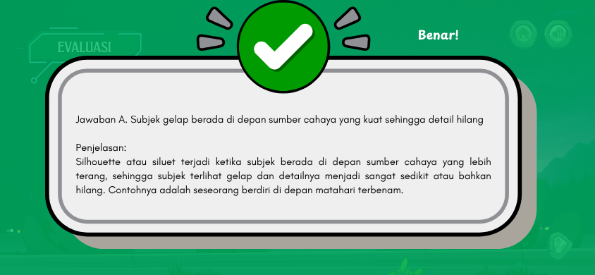 EVALUASI
Benar!
Jawaban A. Subjek gelap berada di depan sumber cahaya yang kuat sehingga detail hilang
Penjelasan:
Silhouette atau siluet terjadi ketika subjek berada di depan sumber cahaya yang lebih
terang, sehingga subjek terlihat gelap dan detailnya menjadi sangat sedikit atau bahkan
hilang. Contohnya adalah seseorang berdiri di depan matahari terbenam.